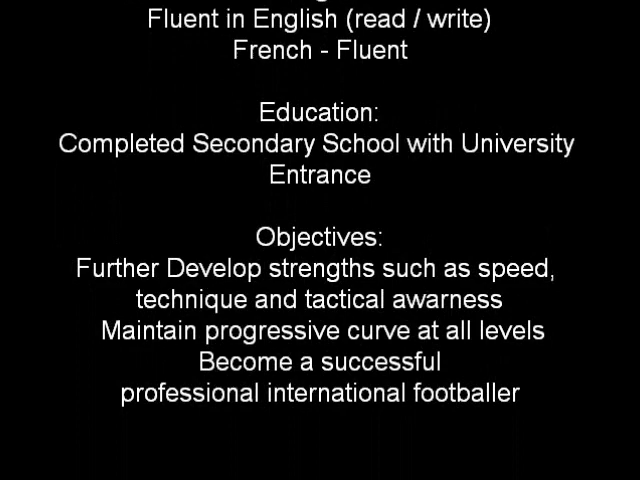 Fluent in English (read / write)
French - Fluent
Education:
Completed Secondary School with University
Entrance
Objectives:
Further Develop strengths such as speed,
technique and tactical awarness
Maintain progressive curve at all levels
Become a successful
professional international footballer